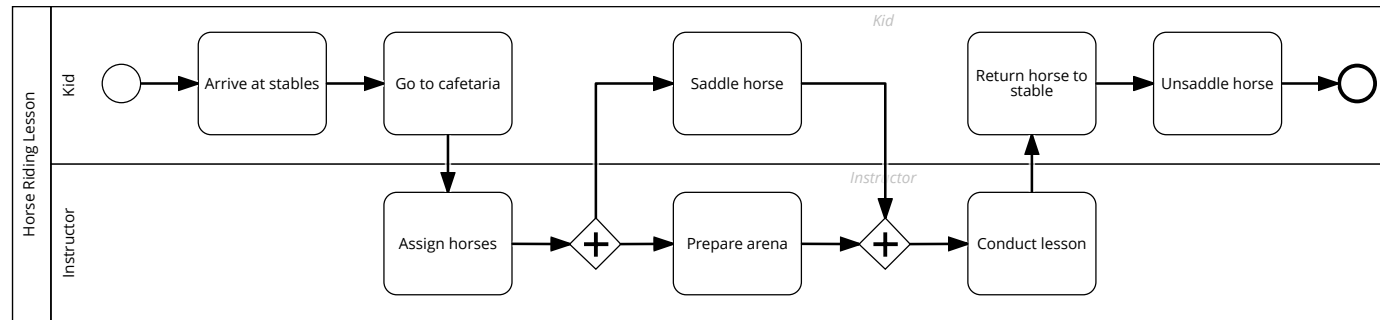 Horse Riding Lesson
Kid
Kid
Arrive at stables
Go to cafetaria
Saddle horse
Return horse to
stable
Unsaddle horse
Instructor
Instructor
Assign horses
Prepare arena
Conduct lesson